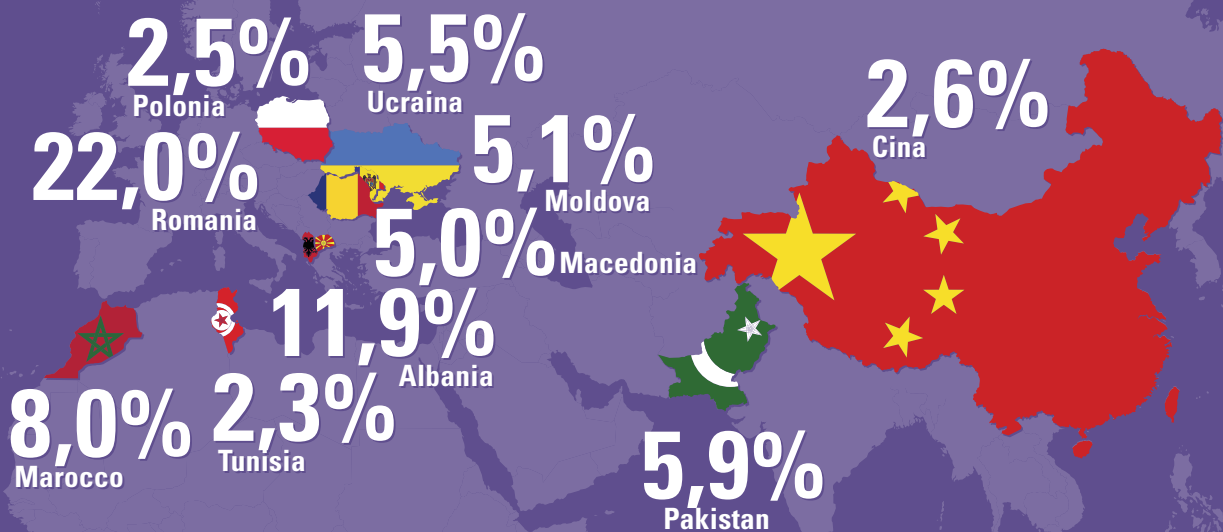 2,5%
Polonia
5,5%
Ucraina
2,6%
Cina
22,0%
Romania
5,1%
Moldova
5,0% Macedonia
11,9%
Albania
8,0%
Marocco
2,3%
Tunisia
5,9%
Pakistan